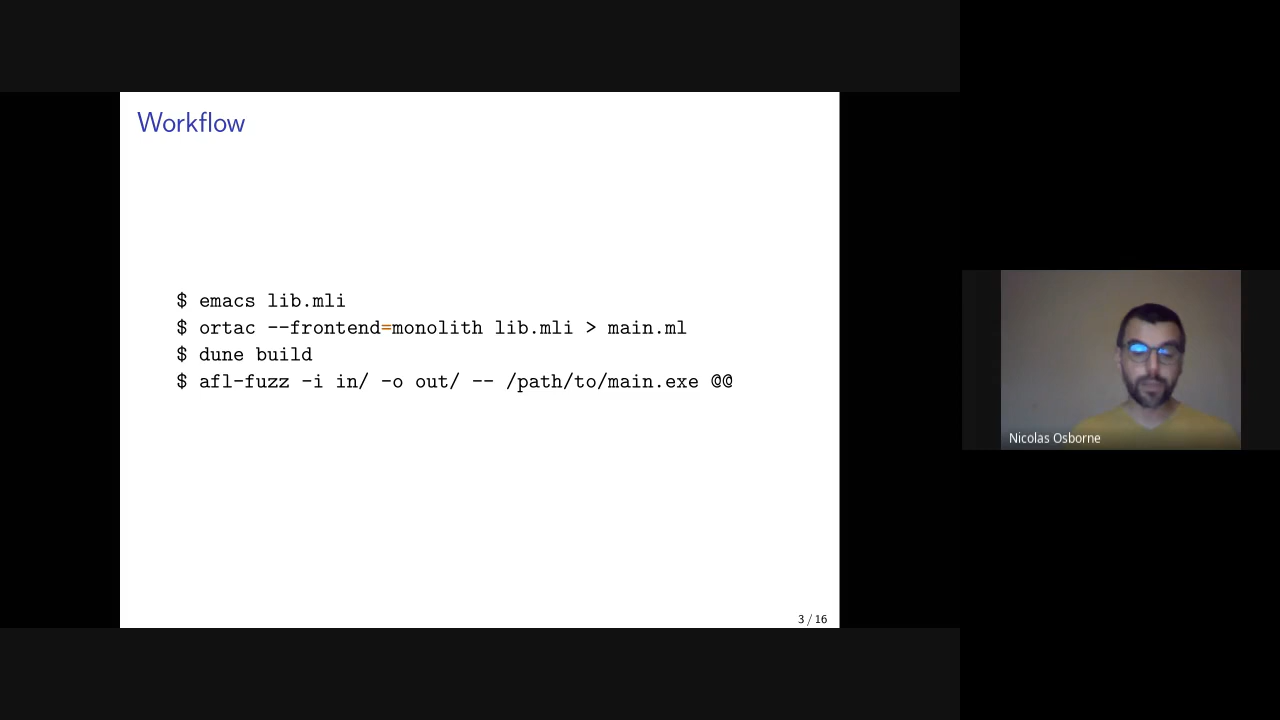 Workflow
$ emacs lib.mli
$ ortac --frontend=monolith lib.mli > main.ml
$ dune build
$ afl-fuzz -i in/ -o out/ -- /path/to/main.exe @@
3 / 16
Nicolas Osborne